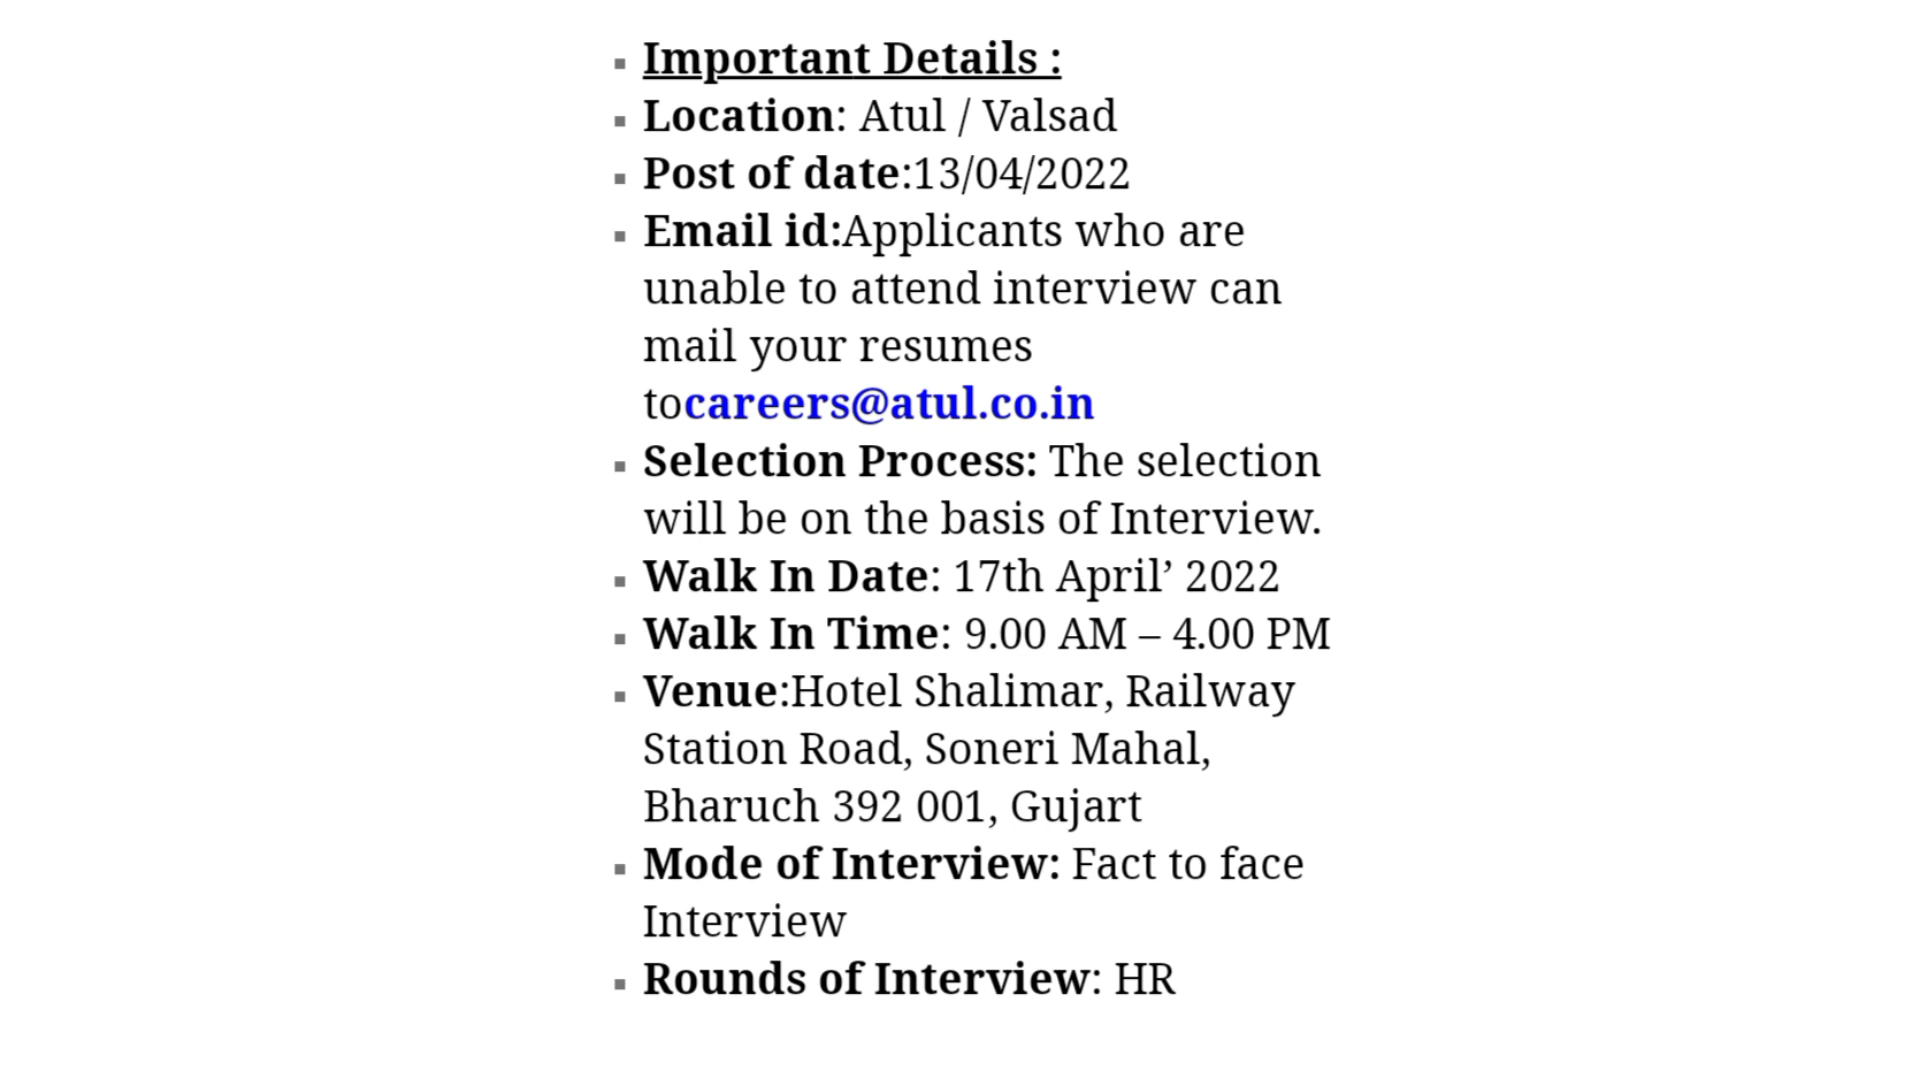 Important Details :
Location: Atul / Valsad
Post of date:13/04/2022
Email id:Applicants who are
unable to attend interview can
mail your resumes
tocareers@atul.co.in
Selection Process: The selection
will be on the basis of Interview.
Walk In Date: 17th April’ 2022
Walk In Time: 9.00 AM – 4.00 PM
Venue:Hotel Shalimar, Railway
Station Road, Soneri Mahal,
Bharuch 392 001, Gujart
Mode of Interview: Fact to face
Interview
Rounds of Interview: HR